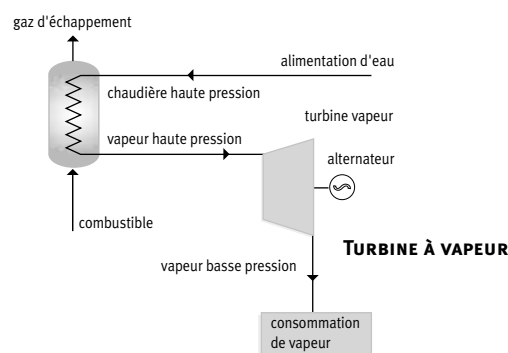 gaz d'échappement
alimentation d'eau
chaudière haute pression
turbine vapeur
vapeur haute pression
alternateur
combustible
TURBINE À VAPEUR
vapeur basse pression
consommation
de vapeur